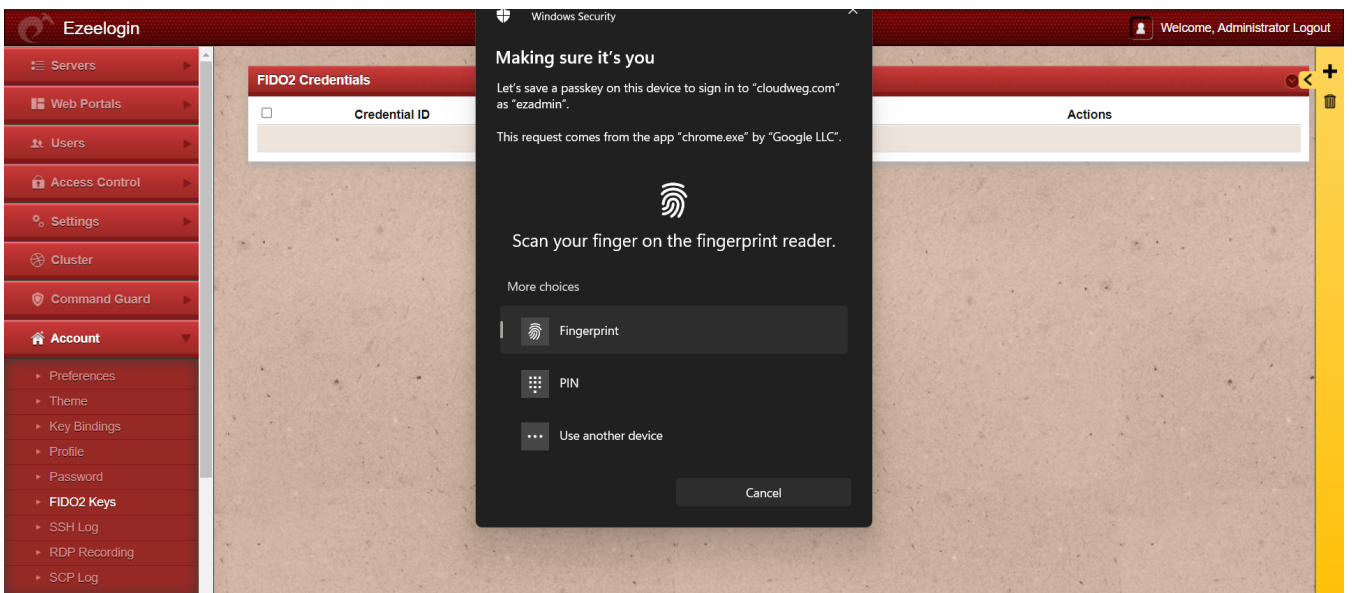 Ezeelogin
Welcome, Administrator Logout
Servers
Web Portals
Users
Access Control
Settings
Cluster
Command Guard
Account
Preferences
Theme
Key Bindings
Profile
Password
FIDO2 Keys
SSH Log
RDP Recording
SCP Log
FIDO2 Credentials
Credential ID
Actions
Windows Security
Making sure it's you
Let's save a passkey on this device to sign in to "cloudweg.com"
as "ezadmin".
This request comes from the app "chrome.exe" by "Google LLC".
Scan your finger on the fingerprint reader.
More choices
Fingerprint
PIN
Use another device
Cancel